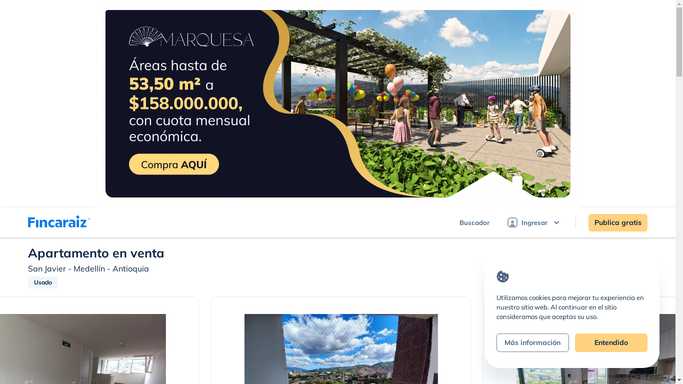 MARQUESA
Áreas hasta de
53,50 m² a
$158.000.000,
con cuota mensual
económica.
Compra AQUÍ
Fincaraiz
Buscador
Ingresar
Publica gratis
Apartamento en venta
San Javier - Medellín - Antioquia
Usado
Utilizamos cookies para mejorar tu experiencia en
nuestro sitio web. Al continuar en el sitio
consideramos que aceptas su uso.
Más información
Entendido